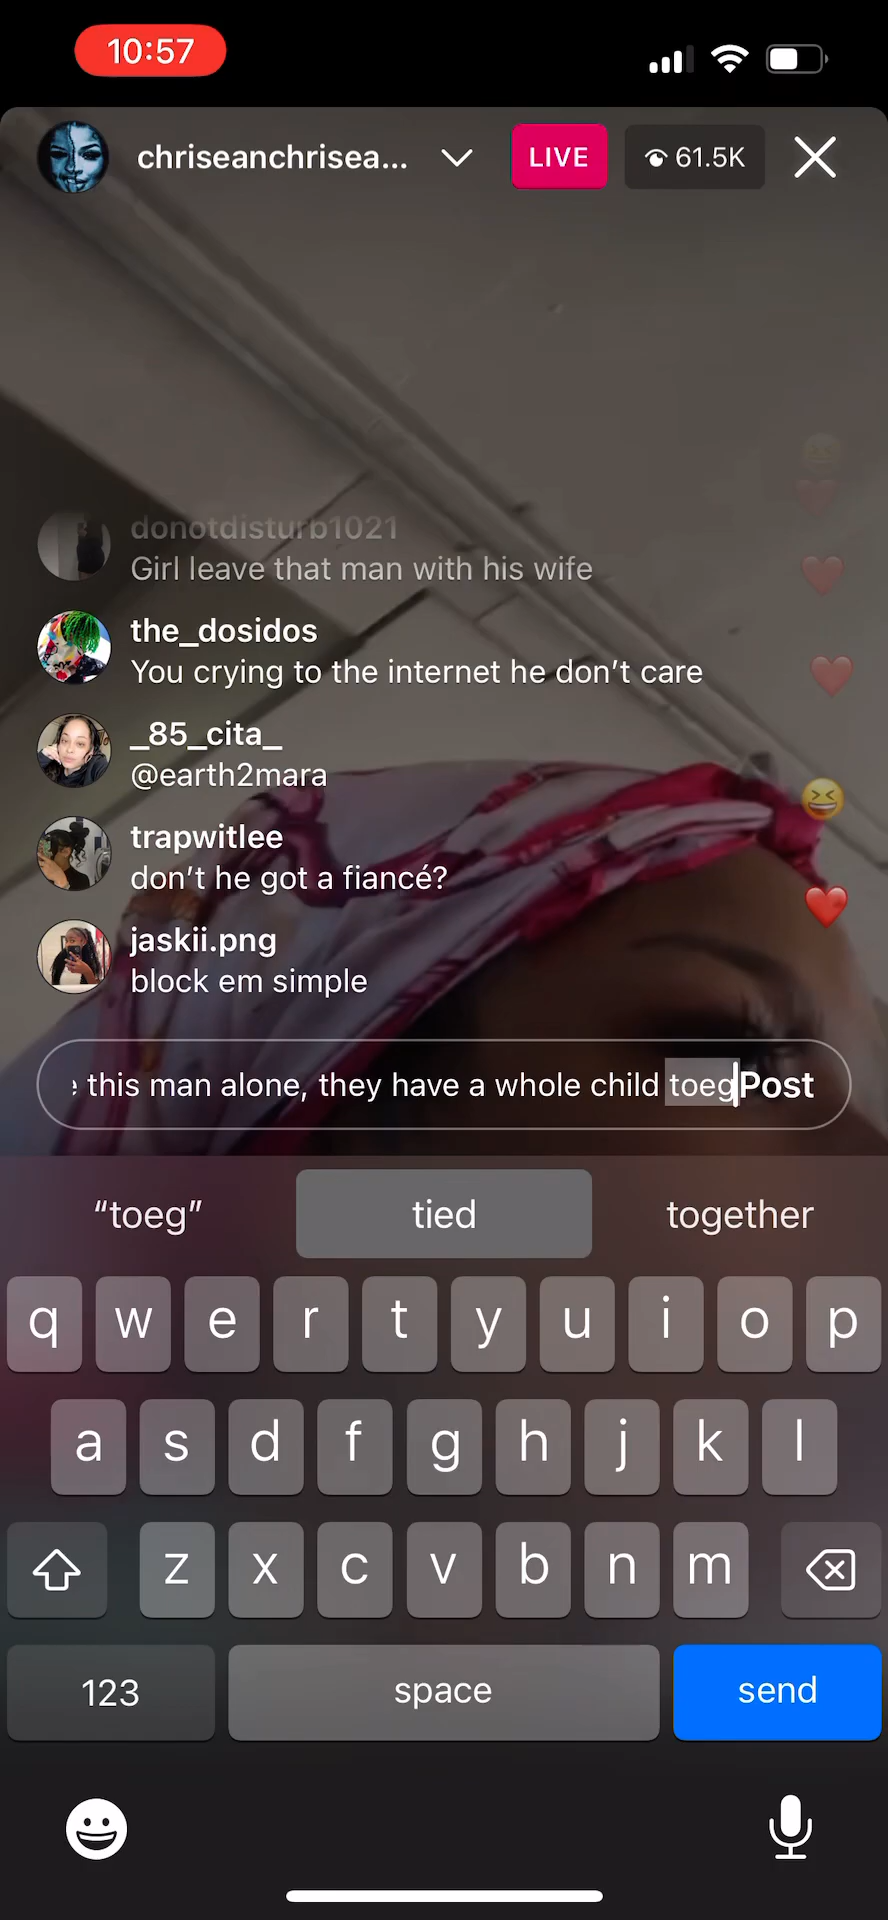 10:57
chriseanchrisea...
LIVE
61.5K
donotdisturb1021
Girl leave that man with his wife
the_dosidos
You crying to the internet he don’t care
_85_cita_
@earth2mara
trapwitlee
don’t he got a fiancé?
jaskii.png
block em simple
this man alone, they have a whole child toeg Post
“toeg” tied together
q w e r t y u i o p
a s d f g h j k l
z x c v b n m
123 space send